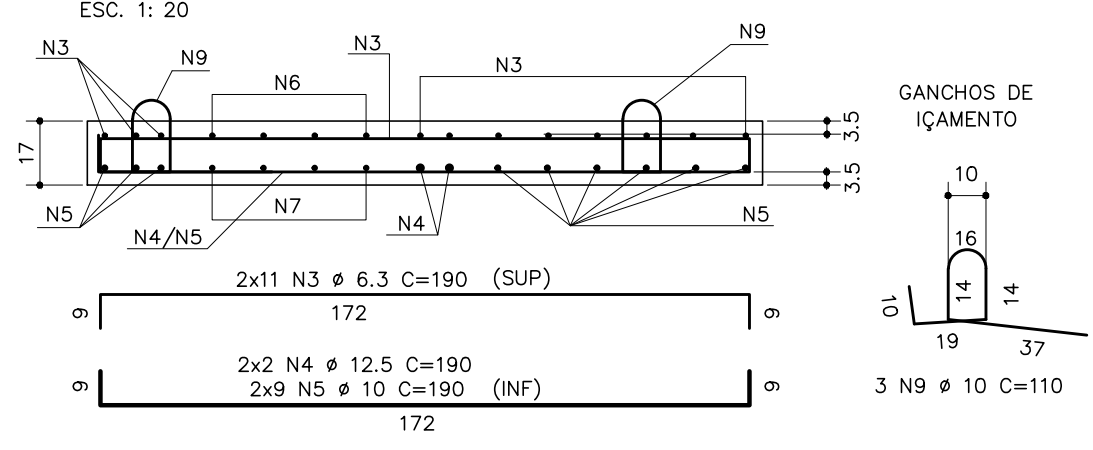 ESC. 1: 20
N3
N9
N6
N3
N3
N9
17
3.5
3.5
N5
N7
N4/N5
N4
N5
2x11 N3 ø 6.3 C=190 (SUP)
9
172
9
2x2 N4 ø 12.5 C=190
2x9 N5 ø 10 C=190 (INF)
9
9
172
GANCHOS DE
IÇAMENTO
10
16
14
14
10
19
37
3 N9 ø 10 C=110